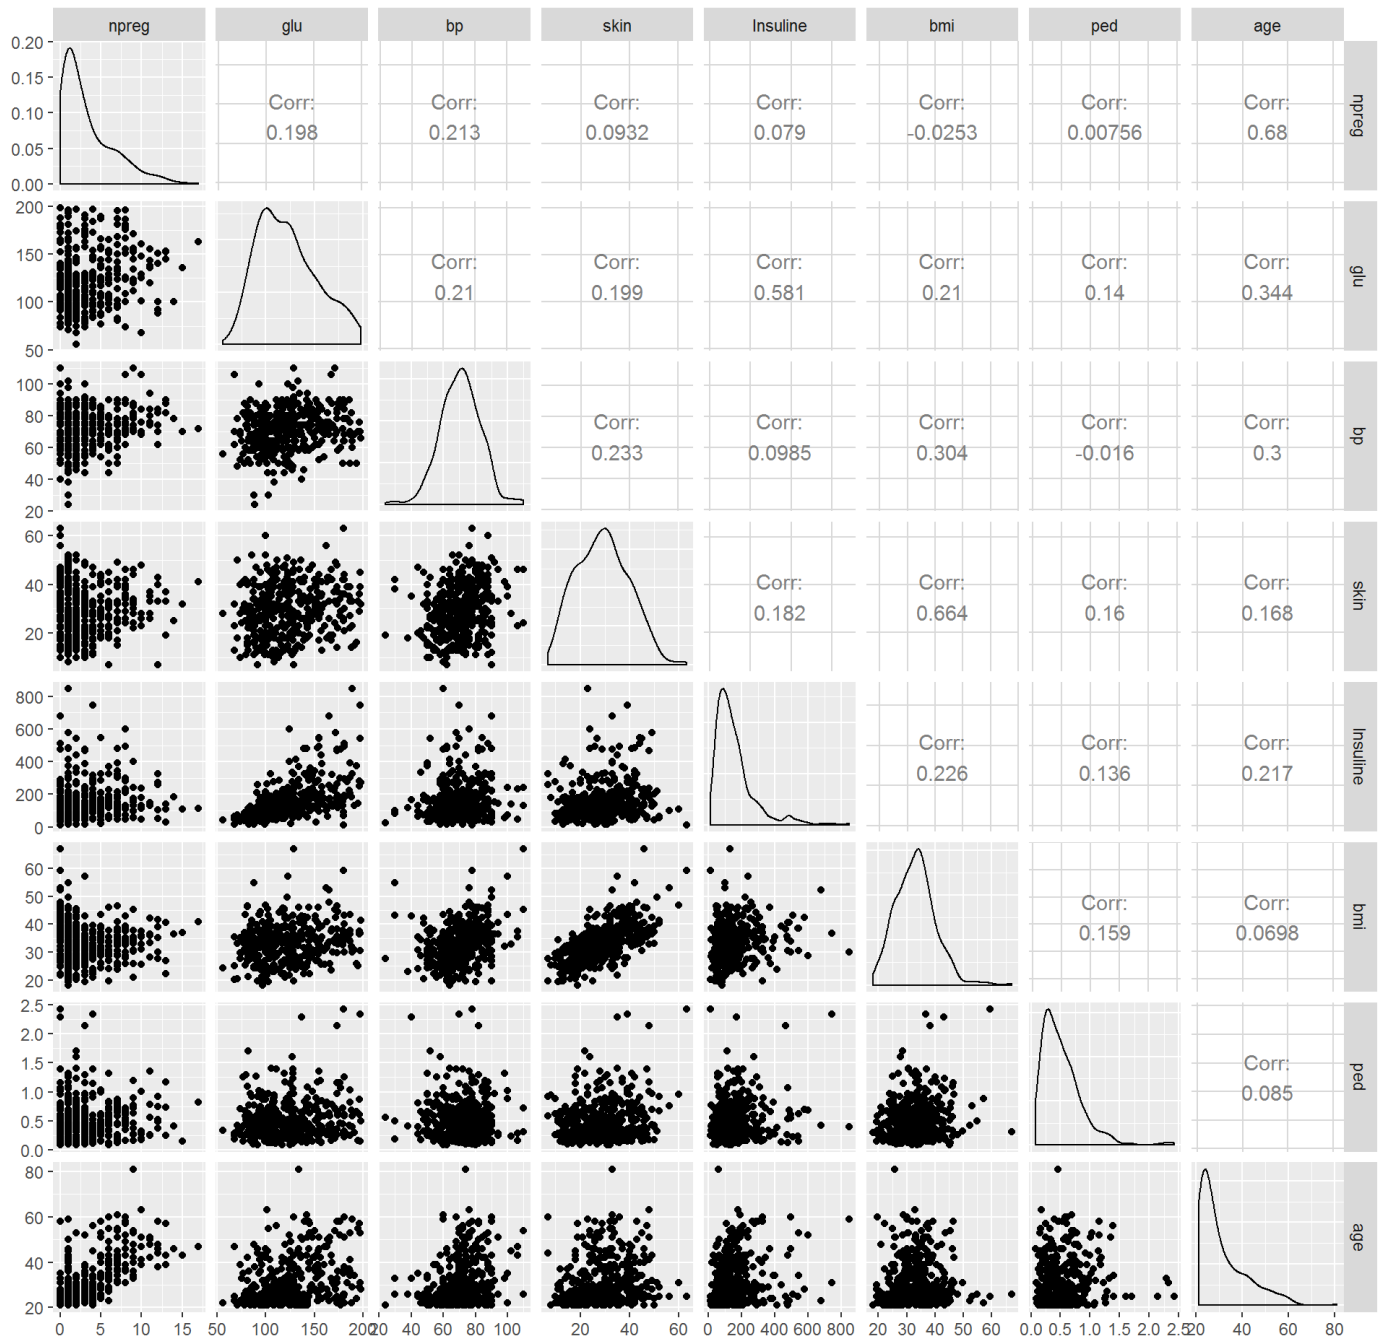 npreg glu bp skin Insuline bmi ped age
0.20
0.15
0.10
0.05
0.00
Corr: Corr: Corr: Corr: Corr: Corr: Corr:
0.198 0.213 0.0932 0.079 -0.0253 0.00756 0.68
npreg
200
150
100
50
Corr: Corr: Corr: Corr: Corr: Corr:
0.21 0.199 0.581 0.21 0.14 0.344
glu
100
80
60
40
20
Corr: Corr: Corr: Corr: Corr:
0.233 0.0985 0.304 -0.016 0.3
bp
60
40
20
Corr: Corr: Corr: Corr:
0.182 0.664 0.16 0.168
skin
800
600
400
200
0
Corr: Corr: Corr:
0.226 0.136 0.217
Insuline
60
50
40
30
20
Corr: Corr:
0.159 0.0698
bmi
2.5
2.0
1.5
1.0
0.5
0.0
Corr:
0.085
ped
80
60
40
20
age
0 5 10 15 50 100 150 200 20 40 60 80 100 20 40 60 0 200 400 600 800 20 30 40 50 60 0.0 0.5 1.0 1.5 2.0 2.5 20 40 60 80